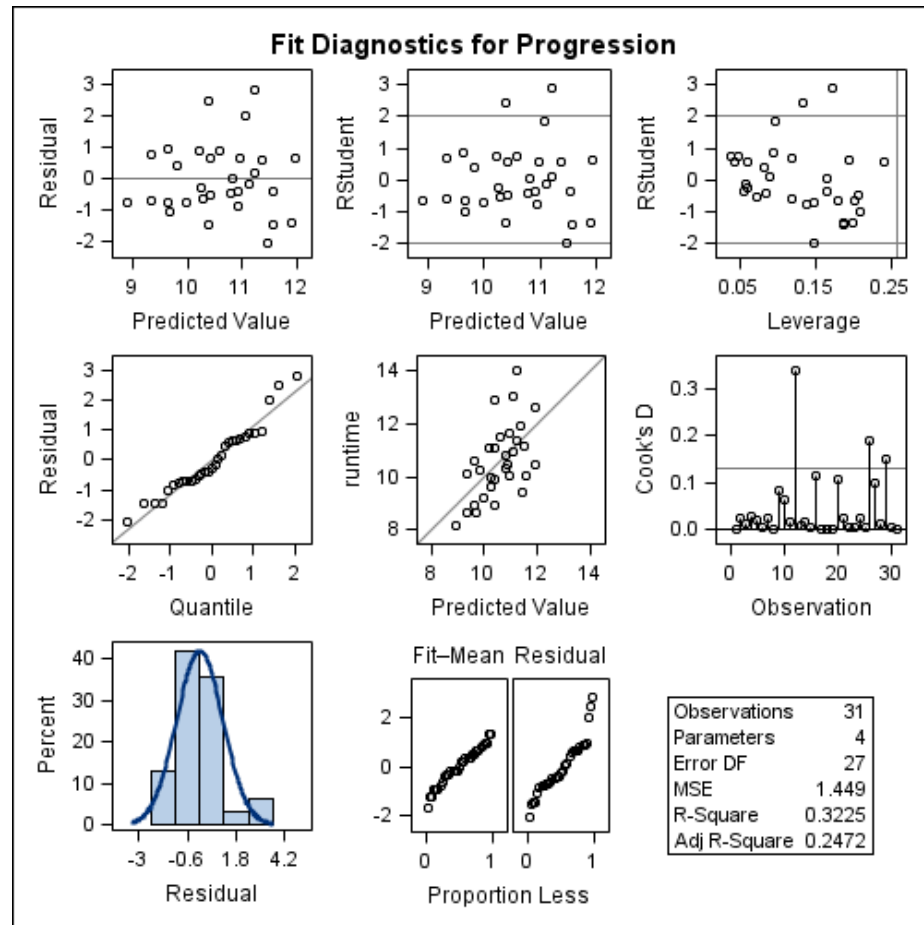 Fit Diagnostics for Progression
Residual
3
2
1
0
-1
-2
9 10 11 12
Predicted Value
RStudent
3
2
1
0
-1
-2
9 10 11 12
Predicted Value
RStudent
3
2
1
0
-1
-2
0.05 0.15 0.25
Leverage
Residual
3
2
1
0
-1
-2
-2 -1 0 1 2
Quantile
runtime
14
12
10
8
8 10 12 14
Predicted Value
Cook's D
0.3
0.2
0.1
0.0
0 10 20 30
Observation
Percent
40
30
20
10
0
-3 -0.6 1.8 4.2
Residual
Fit–Mean Residual
2
0
-2
0 1 0 1
Proportion Less
Observations 31
Parameters 4
Error DF 27
MSE 1.449
R-Square 0.3225
Adj R-Square 0.2472